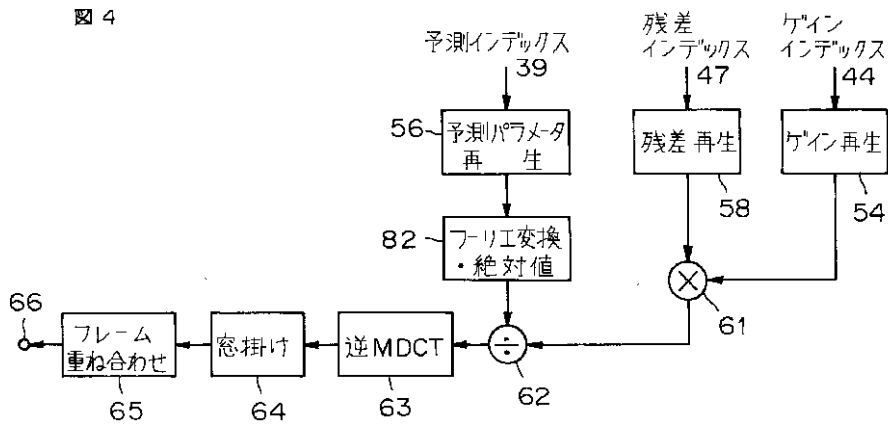 図 4
予測インデックス
39
残差
インデックス
47
ゲイン
インデックス
44
56
予測パラメータ
再 生
残差再生
58
ゲイン再生
54
82
フーリエ変換
・絶対値
×
61
66
フレーム
重ね合わせ
65
窓掛け
64
逆MDCT
63
÷
62